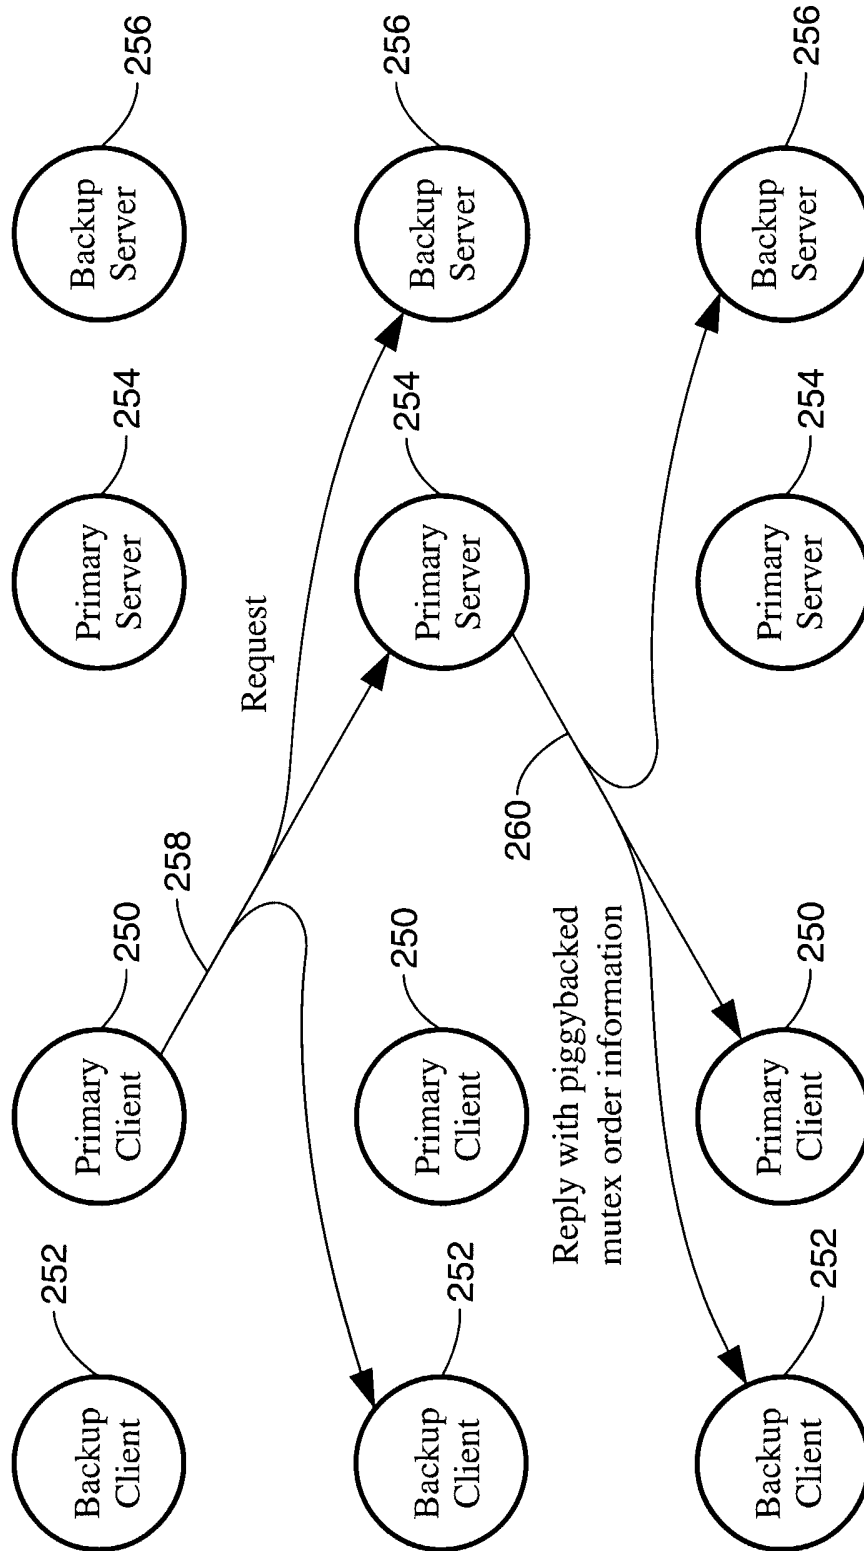 252
Backup
Client
250
Primary
Client
254
Primary
Server
256
Backup
Server
258
Request
252
Backup
Client
250
Primary
Client
254
Primary
Server
256
Backup
Server
260
Reply with piggybacked
mutex order information
252
Backup
Client
250
Primary
Client
254
Primary
Server
256
Backup
Server